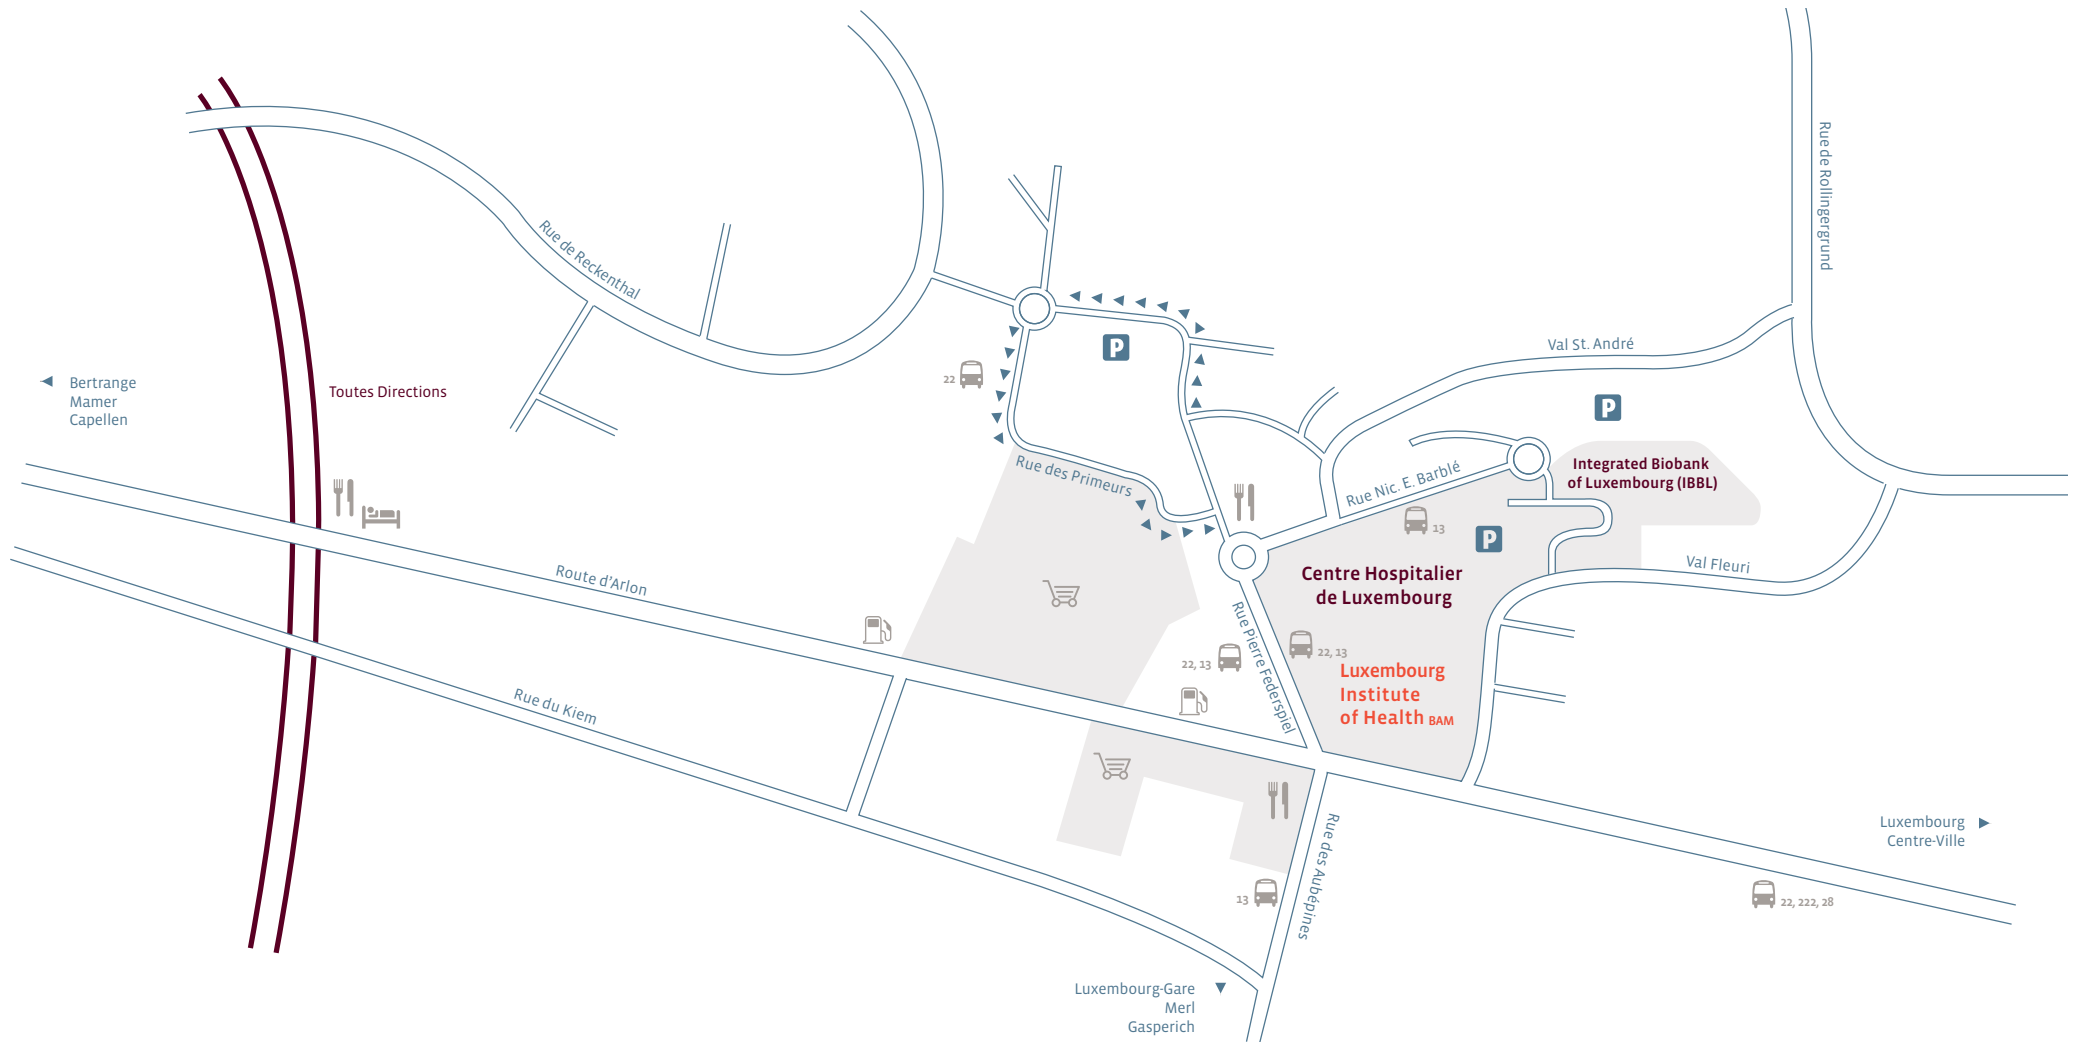 Rue de Rollingergrund
Rue de Reckenthal
P
Val St. André
22
Bertrange
Mamer
Capellen
Toutes Directions
P
Integrated Biobank
of Luxembourg (IBBL)
Rue des Primeurs
Rue Nic. E. Barblé
13
P
Val Fleuri
Route d'Arlon
Centre Hospitalier
de Luxembourg
Rue Pierre Federspiel
22, 13
22, 13
Luxembourg
Institute
of Health BAM
Rue du Kiem
Luxembourg
Centre-Ville
Rue des Aubépines
13
22, 222, 28
Luxembourg-Gare
Merl
Gasperich